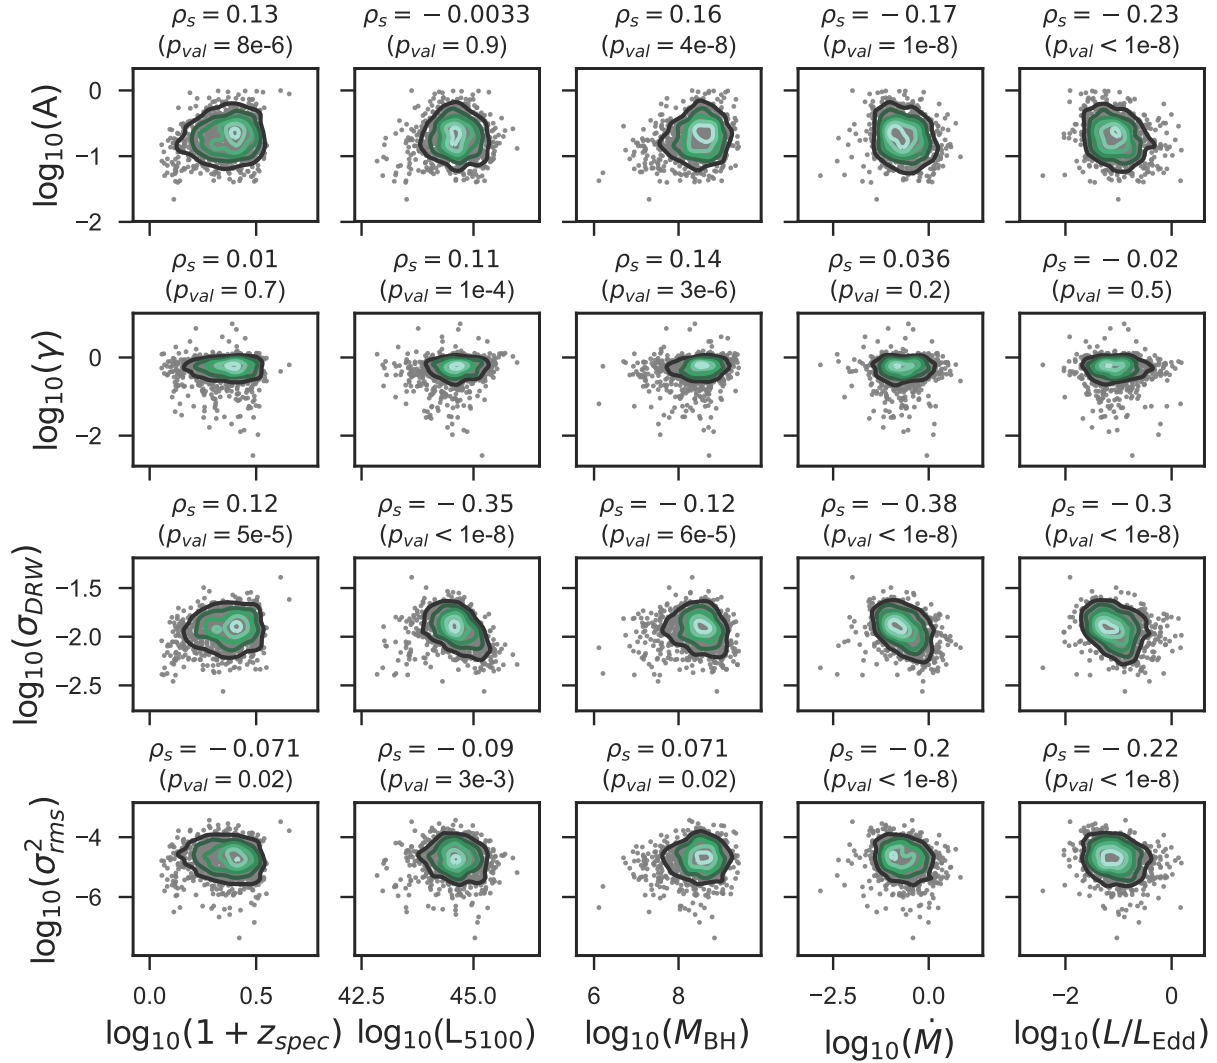 ρs = 0.13 ρs = −0.0033 ρs = 0.16 ρs = −0.17 ρs = −0.23
(pval = 8e-6) (pval = 0.9) (pval = 4e-8) (pval = 1e-8) (pval < 1e-8)
0
−1
−2
log10(A)
ρs = 0.01 ρs = 0.11 ρs = 0.14 ρs = 0.036 ρs = −0.02
(pval = 0.7) (pval = 1e-4) (pval = 3e-6) (pval = 0.2) (pval = 0.5)
0
−2
log10(γ)
ρs = 0.12 ρs = −0.35 ρs = −0.12 ρs = −0.38 ρs = −0.3
(pval = 5e-5) (pval < 1e-8) (pval = 6e-5) (pval < 1e-8) (pval < 1e-8)
−1.5
−2.0
−2.5
log10(σDRW)
ρs = −0.071 ρs = −0.09 ρs = 0.071 ρs = −0.2 ρs = −0.22
(pval = 0.02) (pval = 3e-3) (pval = 0.02) (pval < 1e-8) (pval < 1e-8)
−4
−6
log10(σ²rms)
0.0 0.5 42.5 45.0 6 8 −2.5 0.0 −2 0
log10(1 + zspec) log10(L5100) log10(MBH) log10(Ṁ) log10(L/LEdd)